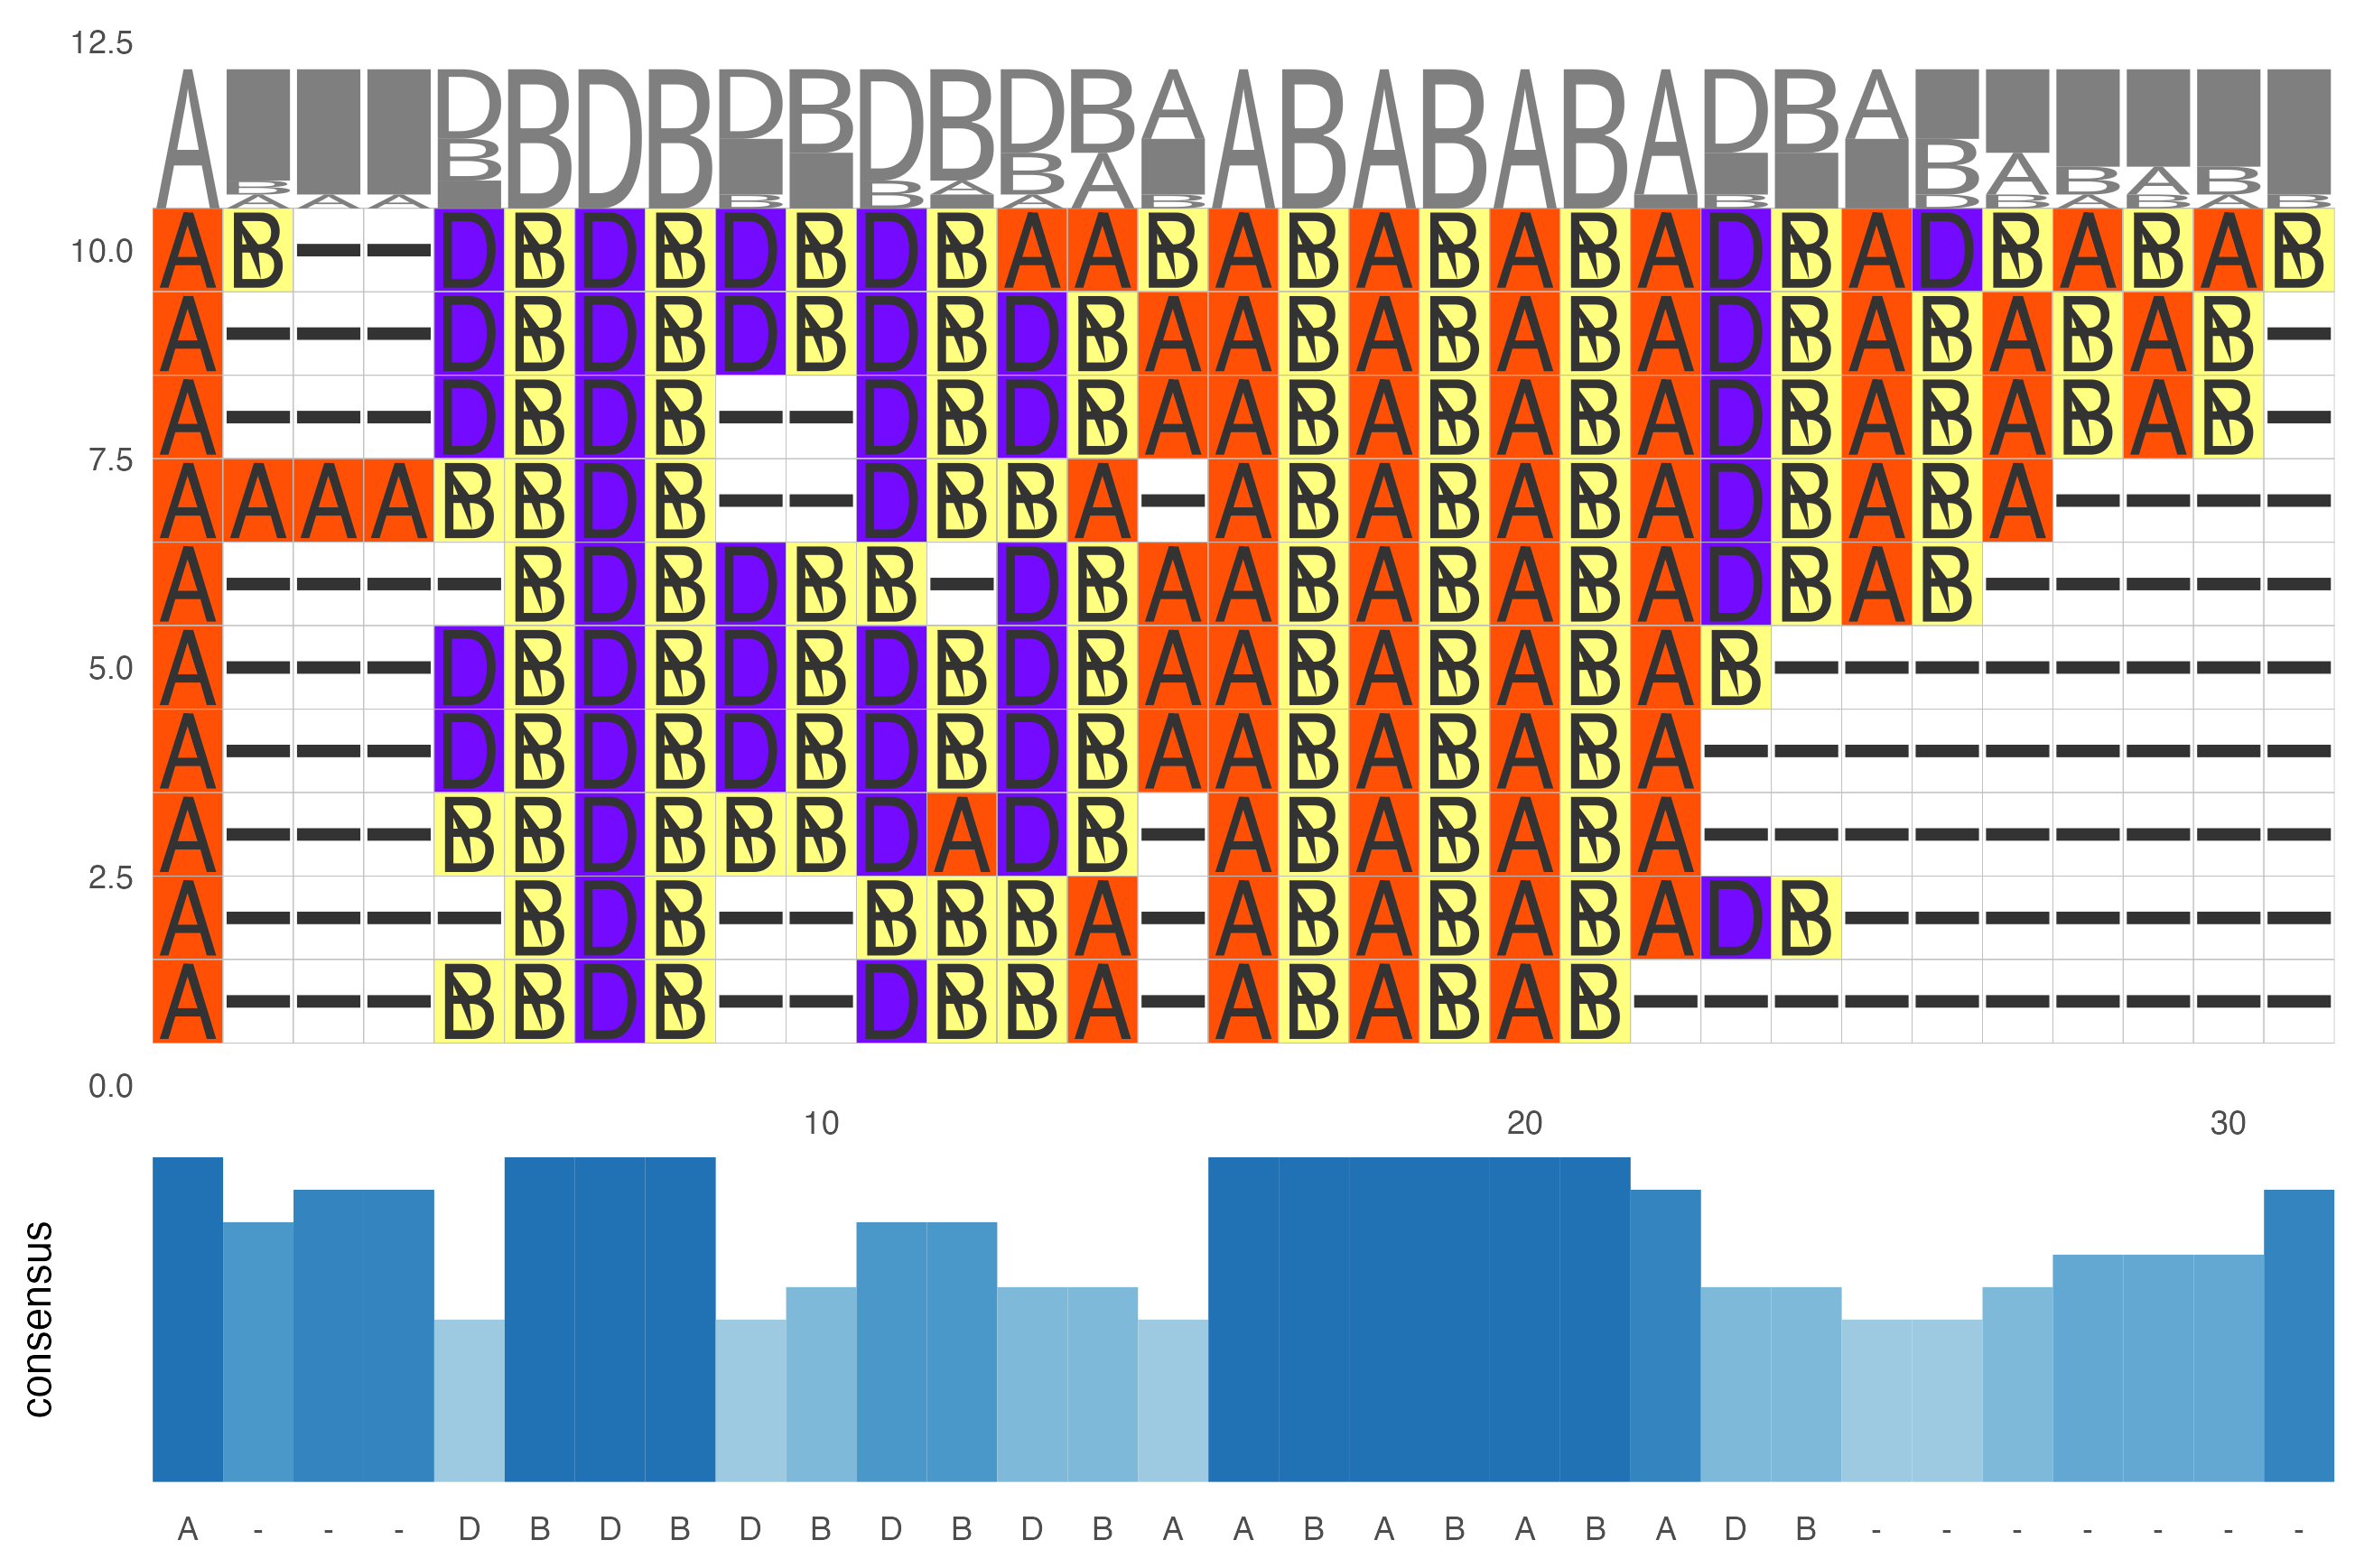 12.5
A D B D B D B D B D B A A B A B A B A D B A
B A A B B B A B A B B B A B A B B
A A D B A B A
10.0
A B - - D B D B D B D B A A B A B A B A B A D B A D B A B A B
A - - - D B D B D B D B D B A A B A B A B A D B A B A B A B -
A - - - D B D B - - D B D B A A B A B A B A D B A B A B A B -
7.5
A A A A B B D B - - D B B A - A B A B A B A D B A B A - - - -
A - - - - B D B D B B - D B A A B A B A B A D B A B - - - - -
5.0
A - - - D B D B D B D B D B A A B A B A B A B - - - - - - - -
A - - - D B D B D B D B D B A A B A B A B A - - - - - - - - -
A - - - B B D B B B D A D B - A B A B A B A - - - - - - - - -
2.5
A - - - - B D B - - B B B A - A B A B A B A D B - - - - - - -
A - - - B B D B - - D B B A - A B A B A B - - - - - - - - - -
0.0
10 20 30
consensus
A - - - D B D B D B D B D B A A B A B A B A D B - - - - - - -